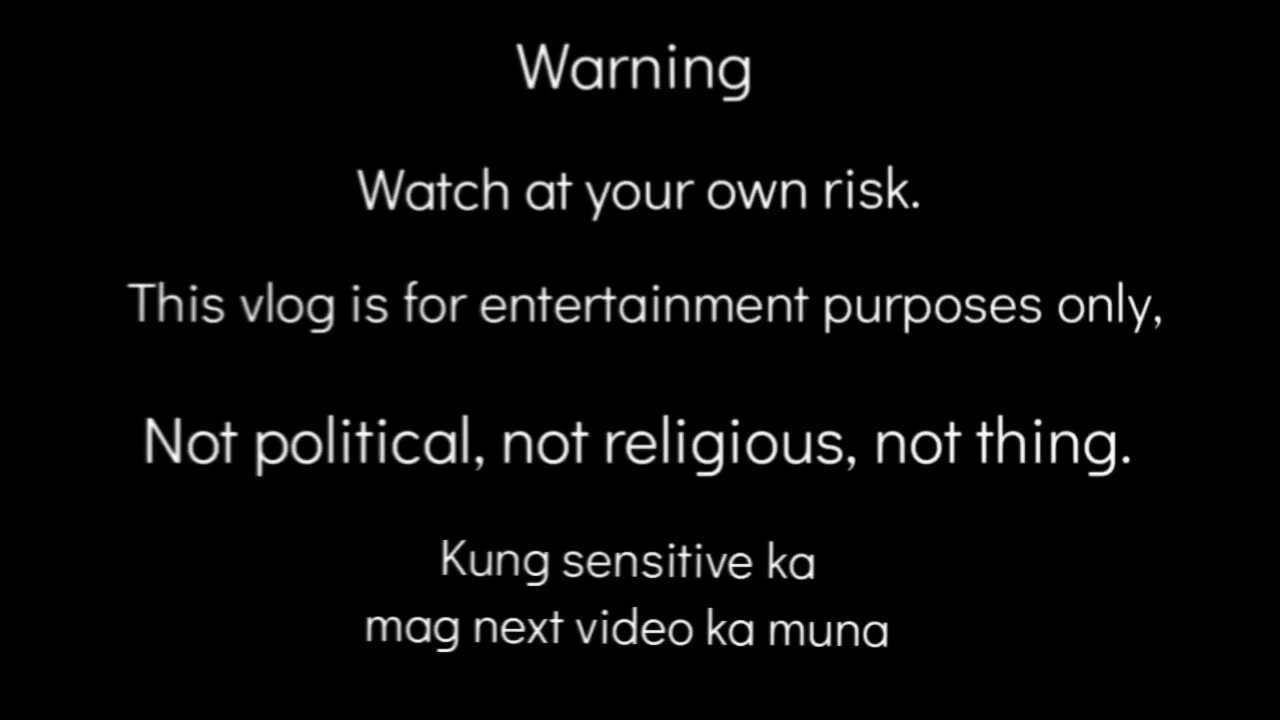 Warning
Watch at your own risk.
This vlog is for entertainment purposes only,
Not political, not religious, not thing.
Kung sensitive ka
mag next video ka muna